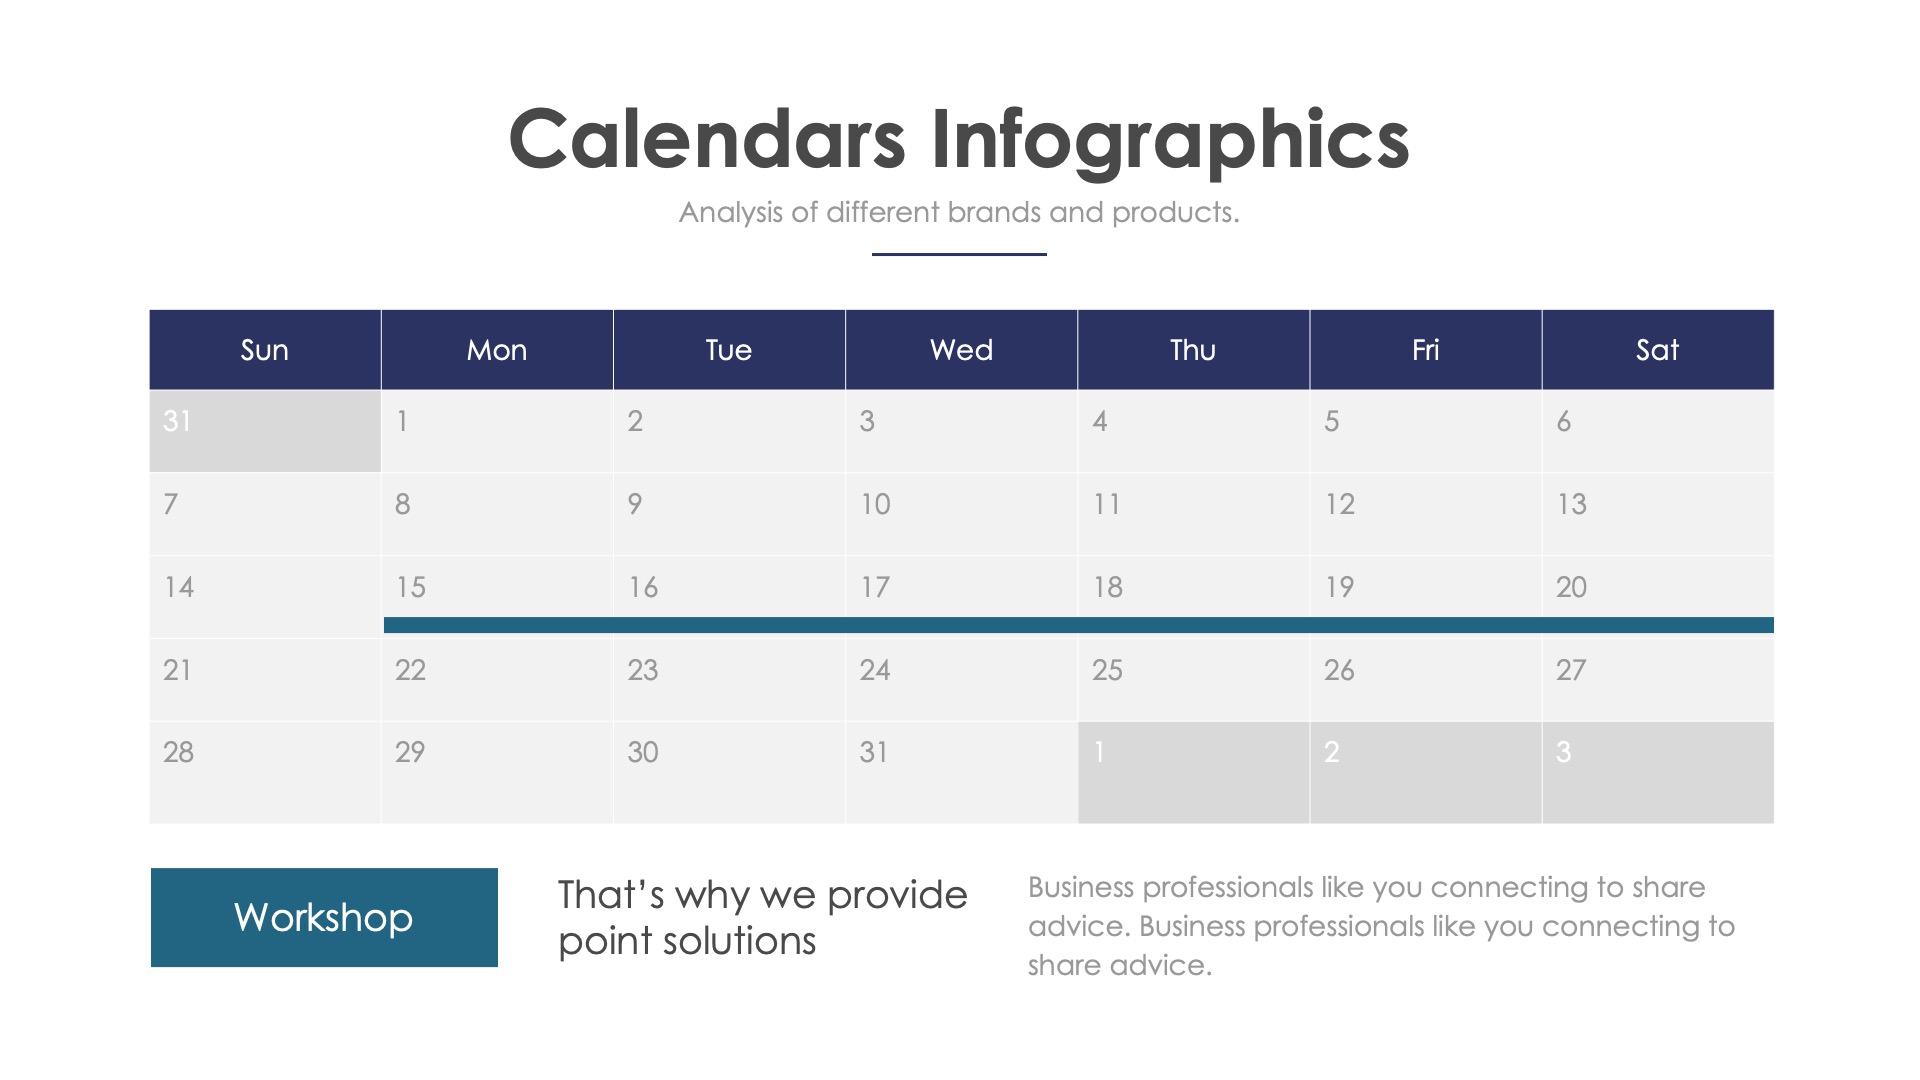 Calendars Infographics
Analysis of different brands and products.
Sun Mon Tue Wed Thu Fri Sat
31 1 2 3 4 5 6
7 8 9 10 11 12 13
14 15 16 17 18 19 20
21 22 23 24 25 26 27
28 29 30 31 1 2 3
Workshop
That’s why we provide
point solutions
Business professionals like you connecting to share
advice. Business professionals like you connecting to
share advice.